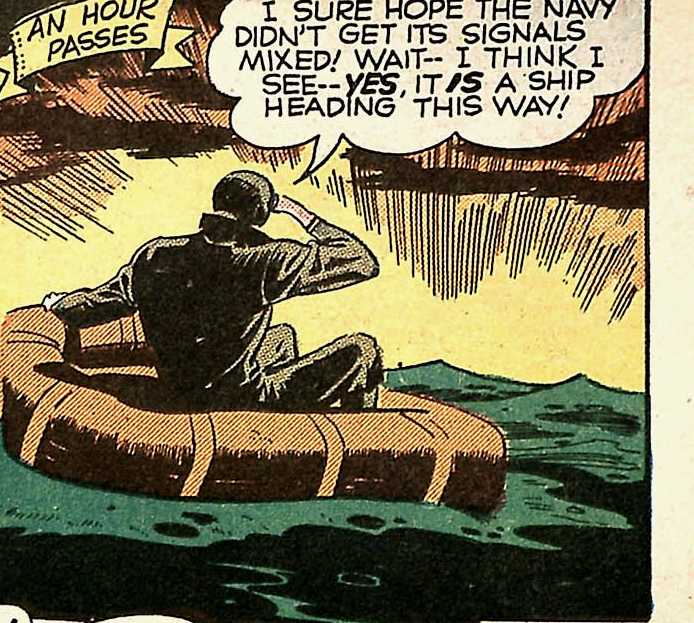 AN HOUR
PASSES
I SURE HOPE THE NAVY
DIDN'T GET ITS SIGNALS
MIXED! WAIT-- I THINK I
SEE--YES, IT IS A SHIP
HEADING THIS WAY!